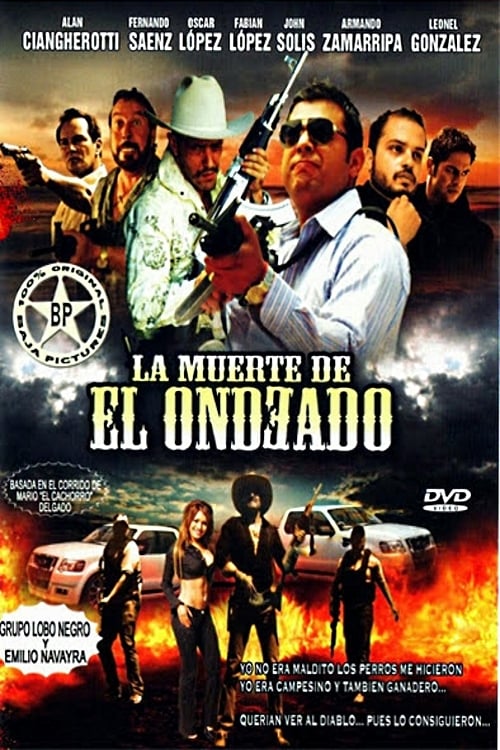 ALAN CIANGHEROTTI
FERNANDO SAENZ
OSCAR LÓPEZ
FABIAN LÓPEZ
JOHN SOLIS
ARMANDO ZAMARRIPA
LEONEL GONZALEZ
100% ORIGINAL
BP
BAJA PICTURES
LA MUERTE DE
EL ONDEADO
BASADA EN EL CORRIDO DE
MARIO "EL CACHORRO"
DELGADO
DVD
VIDEO
GRUPO LOBO NEGRO
Y
EMILIO NAVAYRA
YO NO ERA MALDITO LOS PERROS ME HICIERON
YO ERA CAMPESINO Y TAMBIEN GANADERO...
QUERIAN VER AL DIABLO... PUES LO CONSIGUIERON...